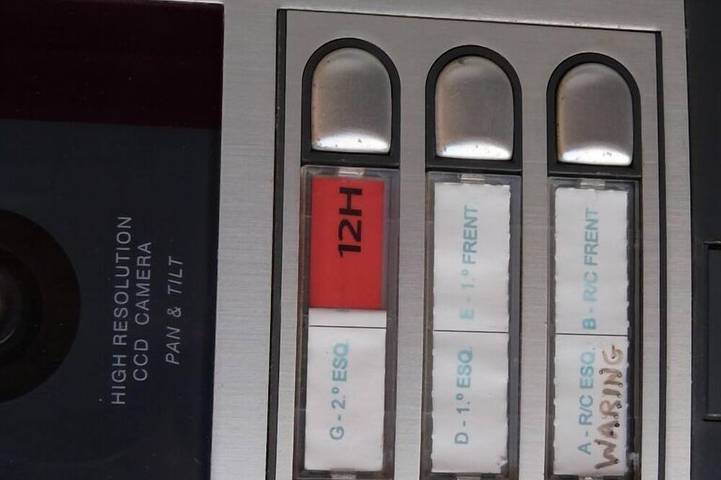 HIGH RESOLUTION
CCD CAMERA
PAN & TILT
12H
G - 2.º ESQ.
E - 1.º FRENT
D - 1.º ESQ.
B - R/C FRENT
A - R/C ESQ.
WARING